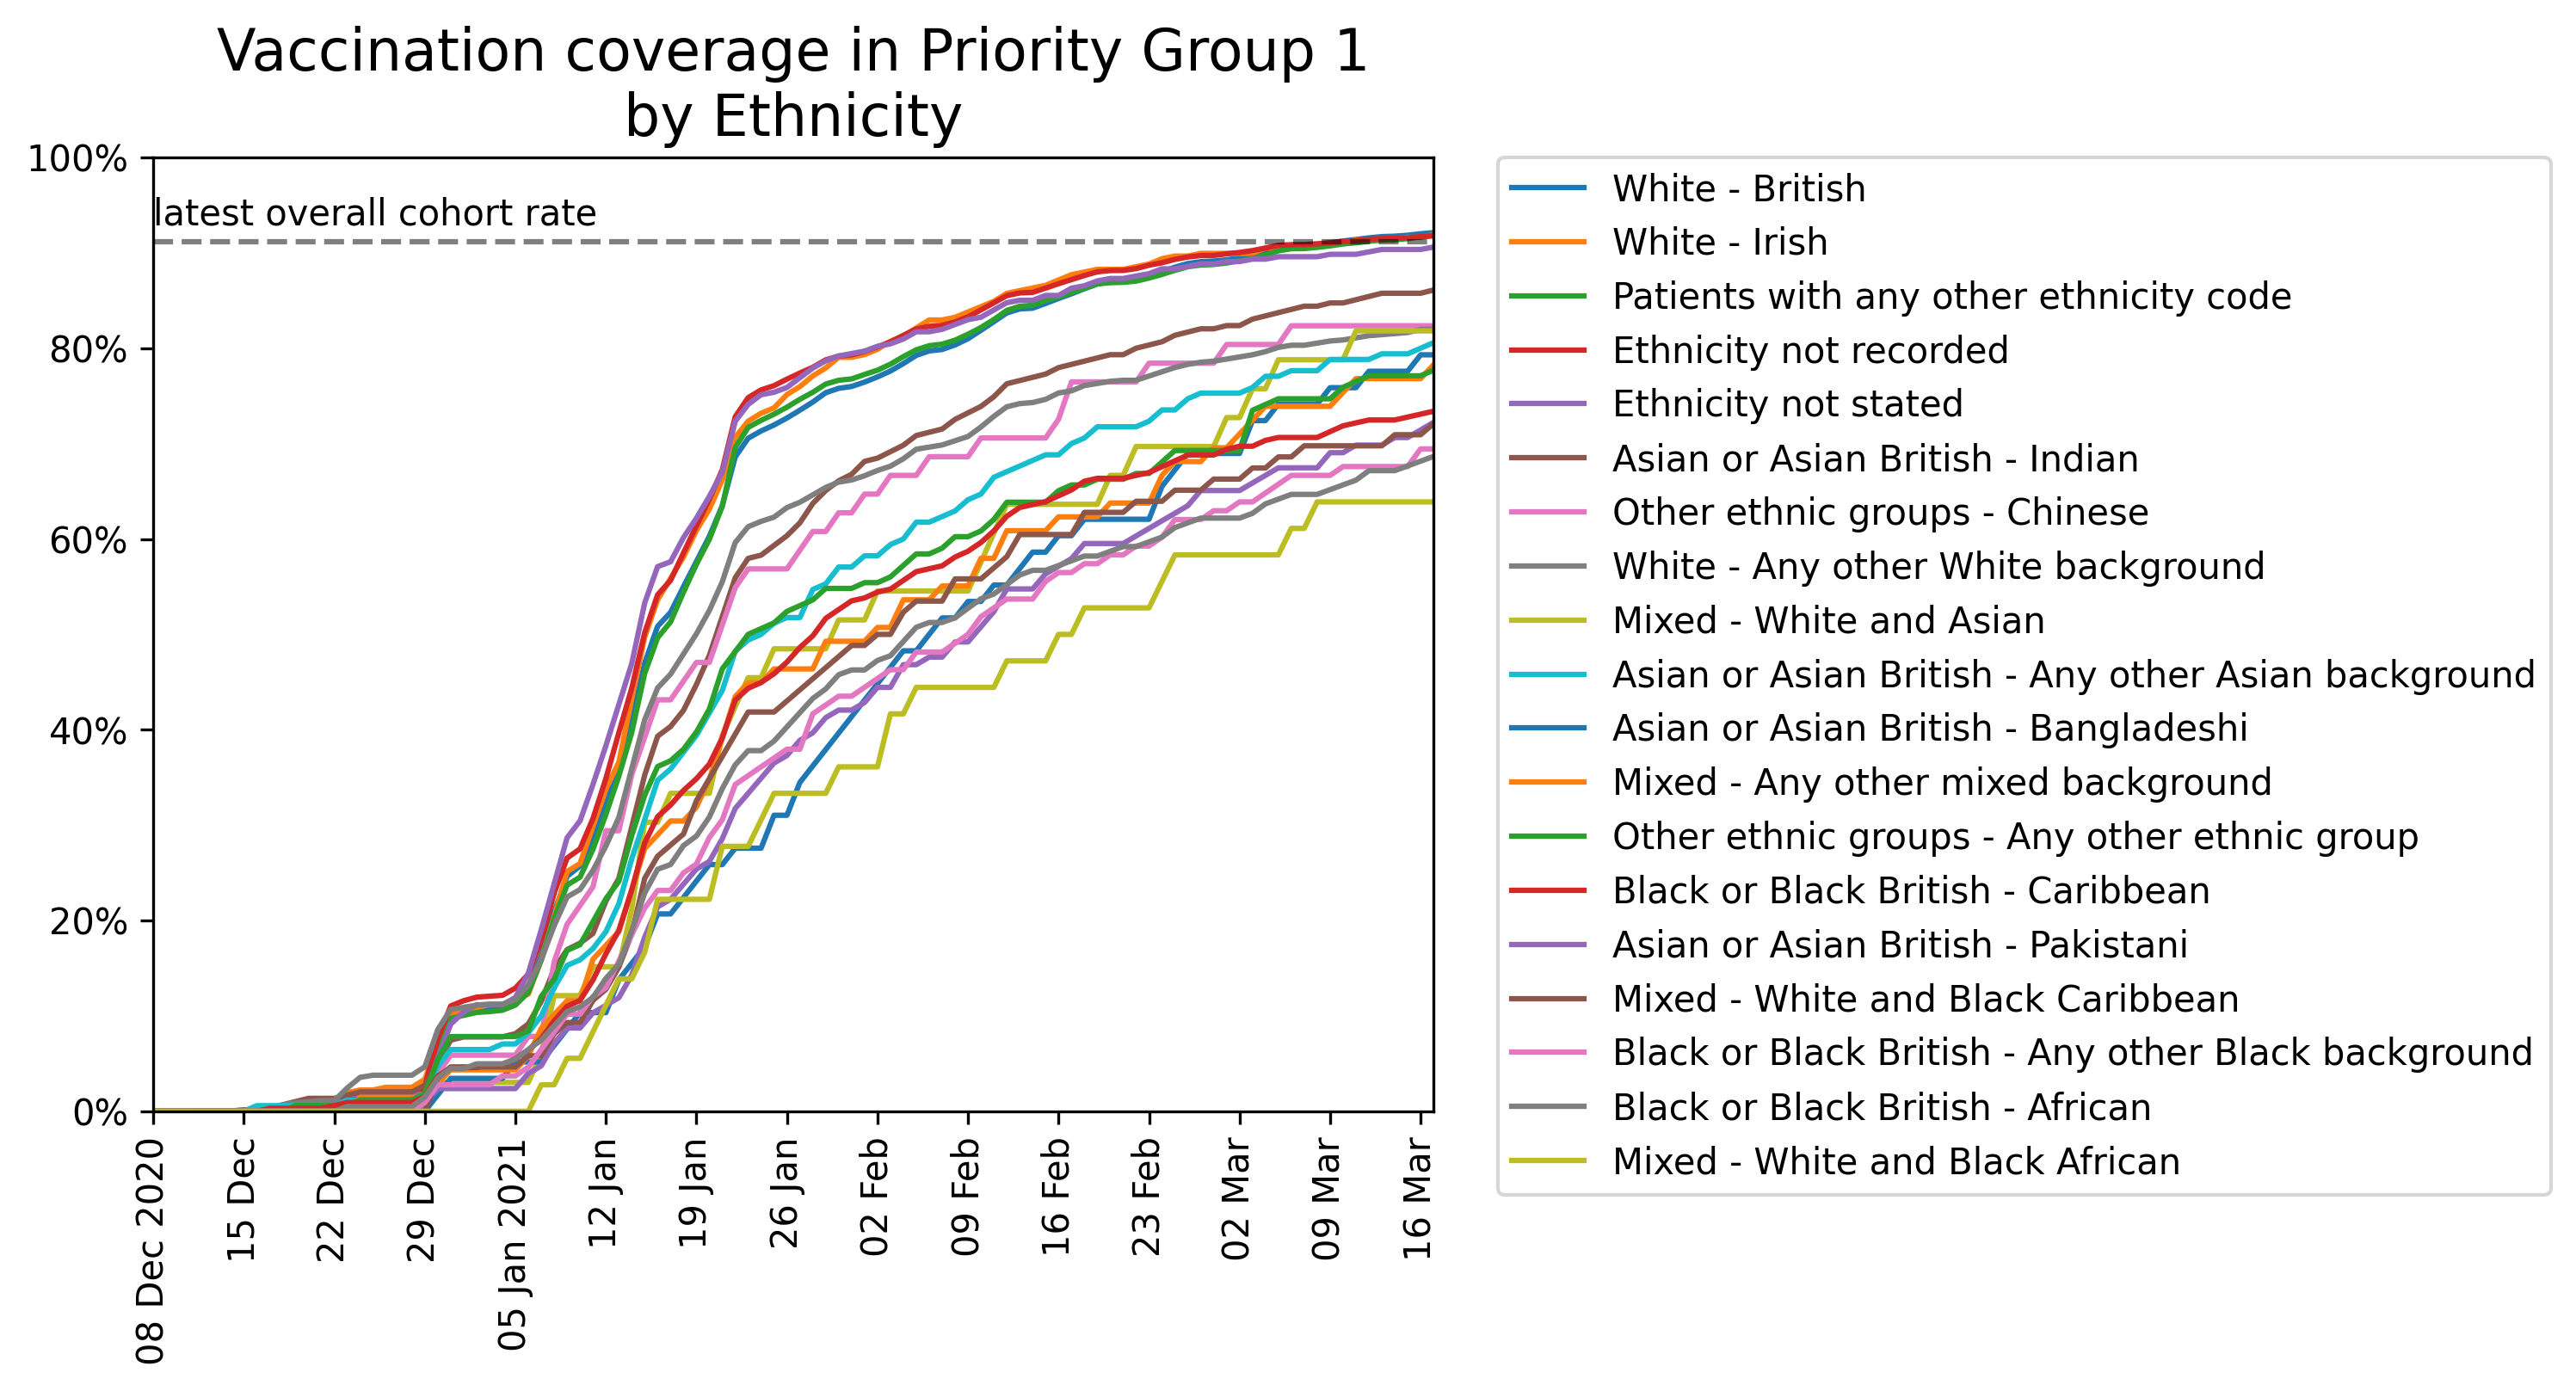 Vaccination coverage in Priority Group 1
by Ethnicity
100%
80%
60%
40%
20%
0%
latest overall cohort rate
08 Dec 2020
15 Dec
22 Dec
29 Dec
05 Jan 2021
12 Jan
19 Jan
26 Jan
02 Feb
09 Feb
16 Feb
23 Feb
02 Mar
09 Mar
16 Mar
White - British
White - Irish
Patients with any other ethnicity code
Ethnicity not recorded
Ethnicity not stated
Asian or Asian British - Indian
Other ethnic groups - Chinese
White - Any other White background
Mixed - White and Asian
Asian or Asian British - Any other Asian background
Asian or Asian British - Bangladeshi
Mixed - Any other mixed background
Other ethnic groups - Any other ethnic group
Black or Black British - Caribbean
Asian or Asian British - Pakistani
Mixed - White and Black Caribbean
Black or Black British - Any other Black background
Black or Black British - African
Mixed - White and Black African